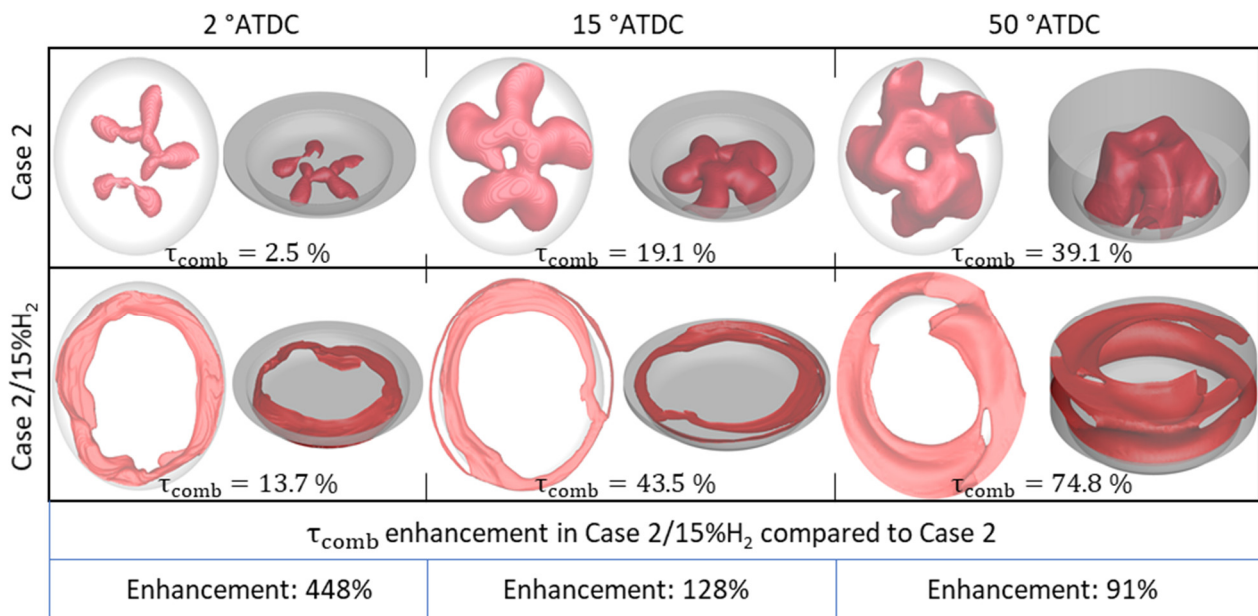 2 °ATDC 15 °ATDC 50 °ATDC
Case 2
τcomb = 2.5 % τcomb = 19.1 % τcomb = 39.1 %
Case 2/15%H₂
τcomb = 13.7 % τcomb = 43.5 % τcomb = 74.8 %
τcomb enhancement in Case 2/15%H₂ compared to Case 2
Enhancement: 448% Enhancement: 128% Enhancement: 91%